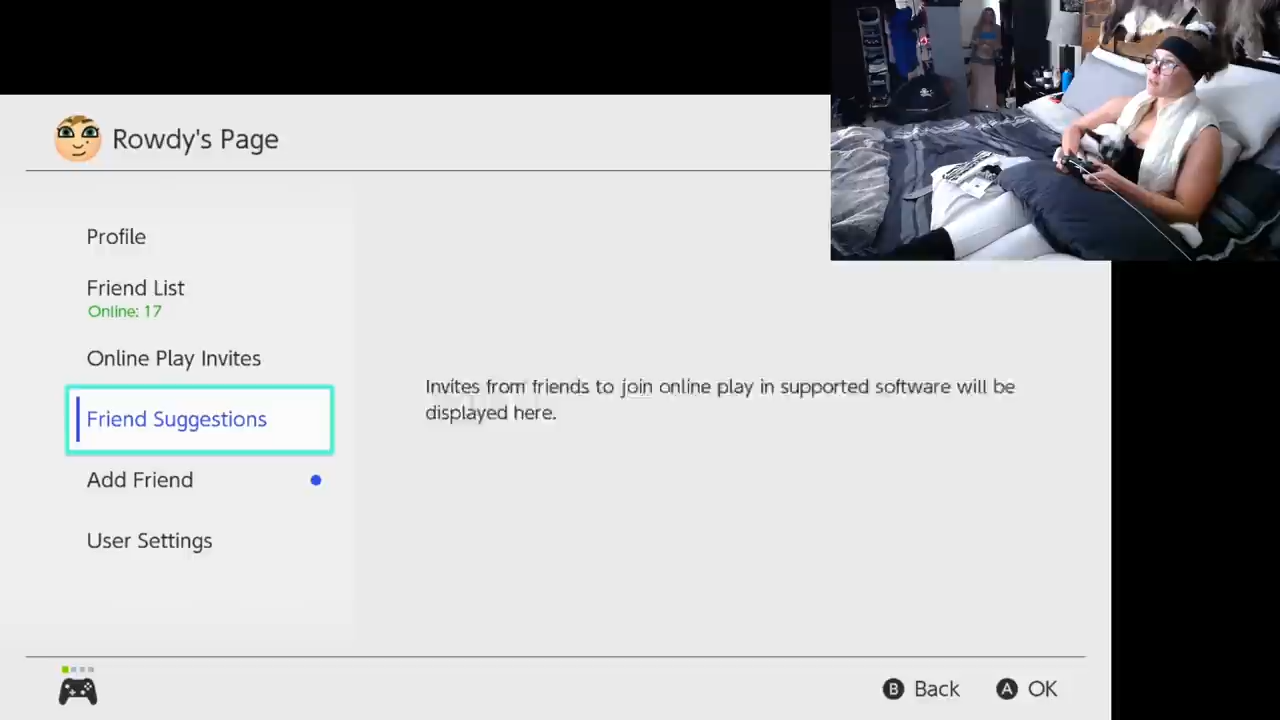 Rowdy's Page
Profile
Friend List
Online: 17
Online Play Invites
Friend Suggestions
Add Friend
User Settings
Invites from friends to join online play in supported software will be
displayed here.
B Back
A OK